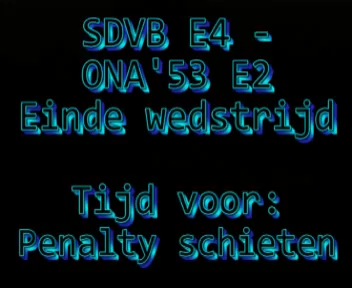 SDVB E4 -
ONA'53 E2
Einde wedstrijd
Tijd voor:
Penalty schieten